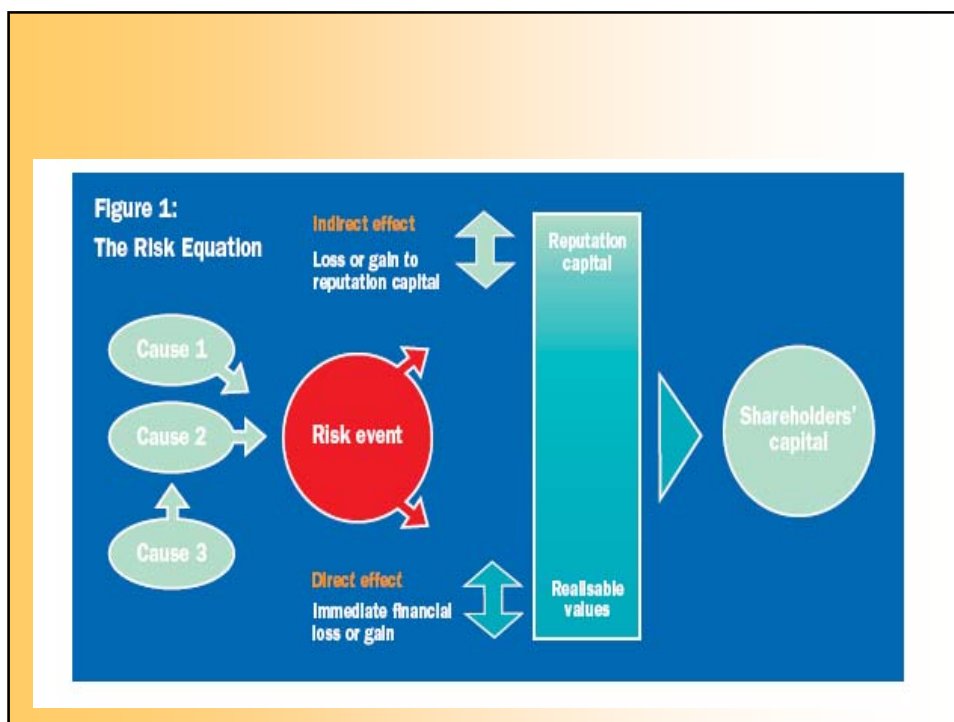 Figure 1:
The Risk Equation
Indirect effect
Loss or gain to
reputation capital
Reputation
capital
Cause 1
Cause 2
Cause 3
Risk event
Shareholders'
capital
Direct effect
Immediate financial
loss or gain
Realisable
values